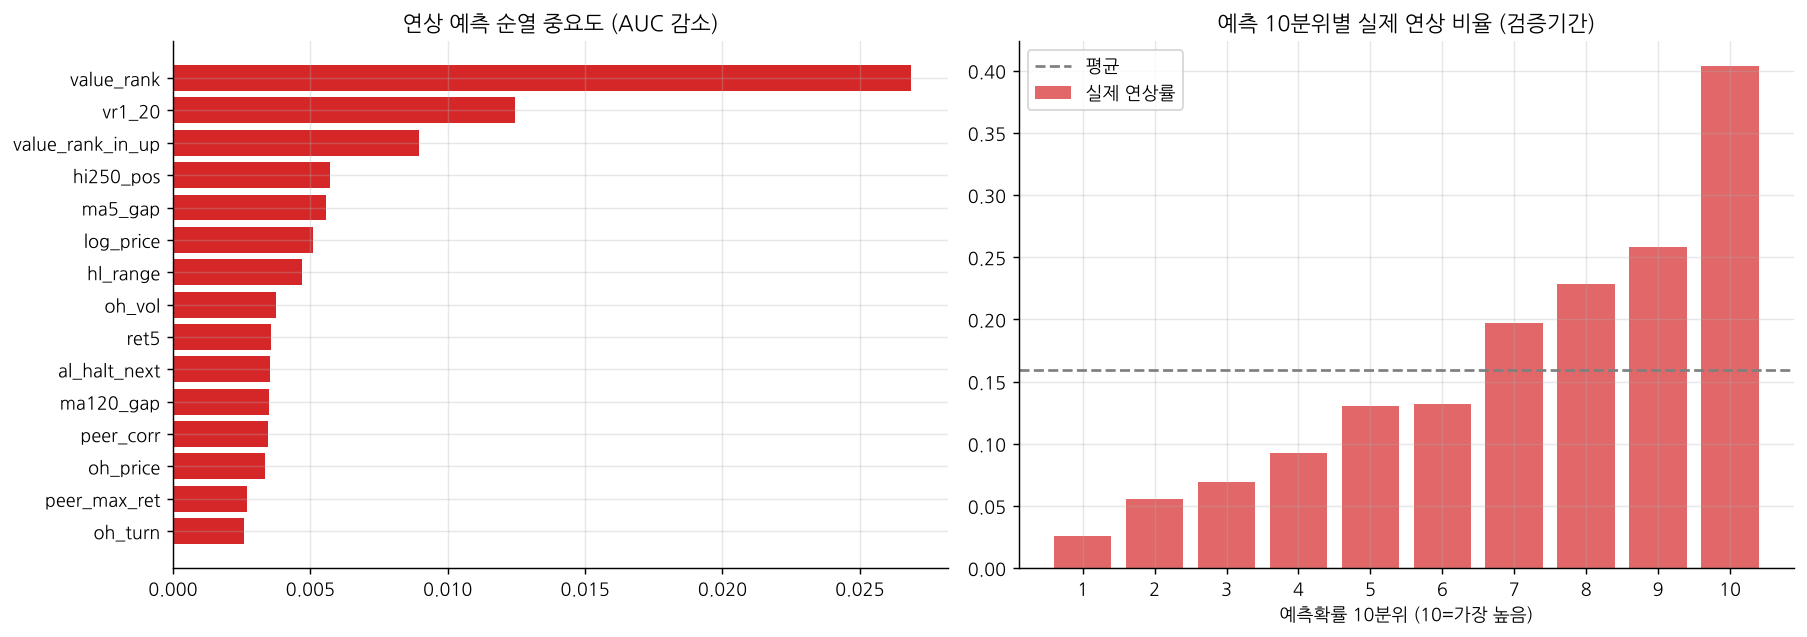 연상 예측 순열 중요도 (AUC 감소)
value_rank
vr1_20
value_rank_in_up
hi250_pos
ma5_gap
log_price
hl_range
oh_vol
ret5
al_halt_next
ma120_gap
peer_corr
oh_price
peer_max_ret
oh_turn
0.000 0.005 0.010 0.015 0.020 0.025
예측 10분위별 실제 연상 비율 (검증기간)
평균
실제 연상률
0.40
0.35
0.30
0.25
0.20
0.15
0.10
0.05
0.00
1 2 3 4 5 6 7 8 9 10
예측확률 10분위 (10=가장 높음)